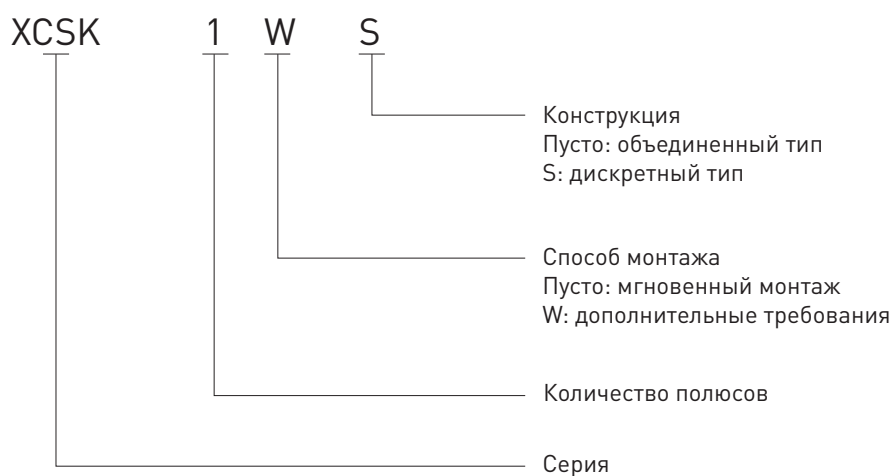 XCSK 1 W S
Конструкция
Пусто: объединенный тип
S: дискретный тип
Способ монтажа
Пусто: мгновенный монтаж
W: дополнительные требования
Количество полюсов
Серия